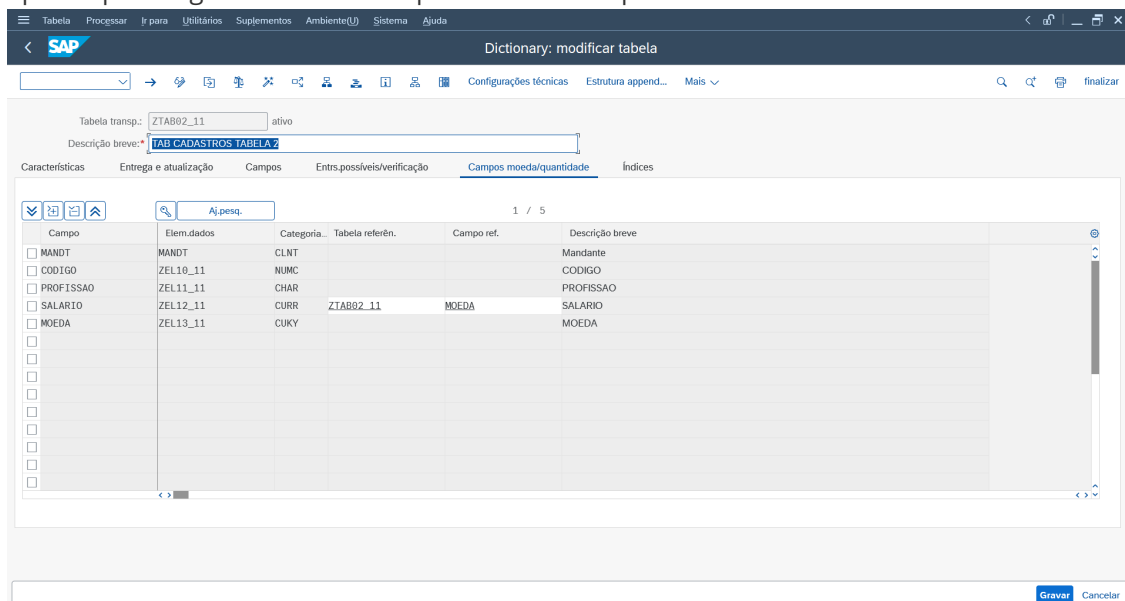 Tabela Processar Ir para Utilitários Suplementos Ambiente(U) Sistema Ajuda
SAP Dictionary: modificar tabela
Configurações técnicas Estrutura append... Mais finalizar
Tabela transp.: ZTAB02_11 ativo
Descrição breve:* TAB CADASTROS TABELA 2
Características Entrega e atualização Campos Entrs.possíveis/verificação Campos moeda/quantidade Índices
Aj.pesq. 1 / 5
Campo Elem.dados Categoria... Tabela referên. Campo ref. Descrição breve
MANDT MANDT CLNT Mandante
CODIGO ZEL10_11 NUMC CODIGO
PROFISSAO ZEL11_11 CHAR PROFISSAO
SALARIO ZEL12_11 CURR ZTAB02_11 MOEDA SALARIO
MOEDA ZEL13_11 CUKY MOEDA
Gravar Cancelar